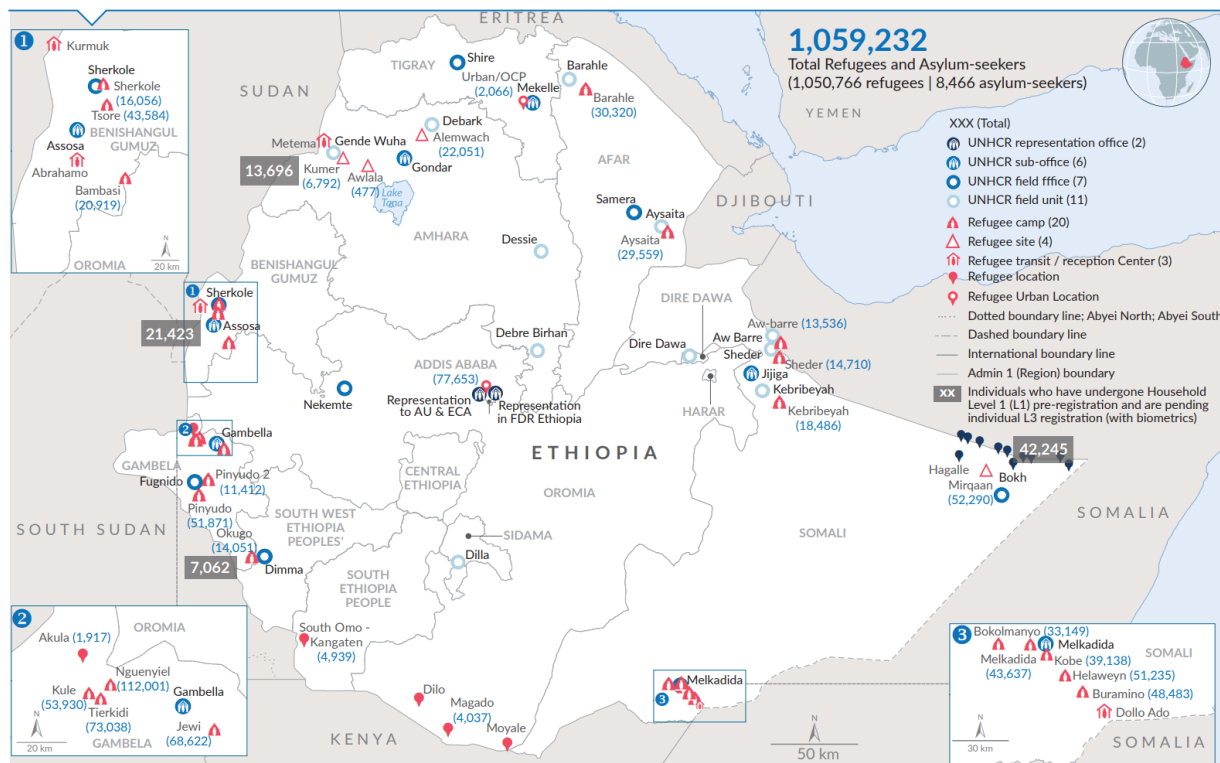 1
Kurmuk
Sherkole
Sherkole
(16,056)
Tsore
(43,584)
BENISHANGUL
GUMUZ
Assosa
Abrahamo
Bambasi
(20,919)
N
20 km
OROMIA
ERITREA
SUDAN
TIGRAY
Shire
Urban/OCP
(2,066)
Mekelle
Barahle
Barahle
(30,320)
Debark
Alemwach
(22,051)
Metema
Gende Wuha
13,696
Kumer
(6,792)
Awlala
(477)
Gondar
Lake
Tana
AFAR
Samera
Aysaita
Aysaita
(29,559)
DJIBOUTI
YEMEN
AMHARA
Dessie
BENISHANGUL
GUMUZ
1
Sherkole
21,423
Assosa
Debre Birhan
DIRE DAWA
Dire Dawa
Aw-barre (13,536)
Aw Barre
Sheder
Sheder (14,710)
Jijiga
Kebribeyah
Kebribeyah
(18,486)
HARAR
ADDIS ABABA
(77,653)
Representation
to AU & ECA
Representation
in FDR Ethiopia
Nekemte
ETHIOPIA
2
Gambella
GAMBELA
Fugnido
Pinyudo 2
(11,412)
Pinyudo
(51,871)
CENTRAL
ETHIOPIA
OROMIA
SOUTH WEST
ETHIOPIA
PEOPLES'
SOUTH SUDAN
Okugo
(14,051)
7,062
Dimma
SIDAMA
Dilla
SOUTH
ETHIOPIA
PEOPLE
SOMALI
42,245
Hagalle
Mirqaan
(52,290)
Bokh
SOMALIA
South Omo -
Kangaten
(4,939)
Dilo
Magado
(4,037)
Moyale
KENYA
Melkadida
3
50 km
N
1,059,232
Total Refugees and Asylum-seekers
(1,050,766 refugees | 8,466 asylum-seekers)
XXX (Total)
UNHCR representation office (2)
UNHCR sub-office (6)
UNHCR field fffice (7)
UNHCR field unit (11)
Refugee camp (20)
Refugee site (4)
Refugee transit / reception Center (3)
Refugee location
Refugee Urban Location
Dotted boundary line; Abyei North; Abyei South
Dashed boundary line
International boundary line
Admin 1 (Region) boundary
XX
Individuals who have undergone Household
Level 1 (L1) pre-registration and are pending
individual L3 registration (with biometrics)
2
OROMIA
Akula (1,917)
Nguenyiel
(112,001)
Kule
(53,930)
Tierkidi
(73,038)
Gambella
Jewi
(68,622)
N
20 km
GAMBELA
3
Bokolmanyo (33,149)
Melkadida
SOMALI
Melkadida
(43,637)
Kobe (39,138)
Helaweyn (51,235)
Buramino (48,483)
Dollo Ado
N
30 km
SOMALIA